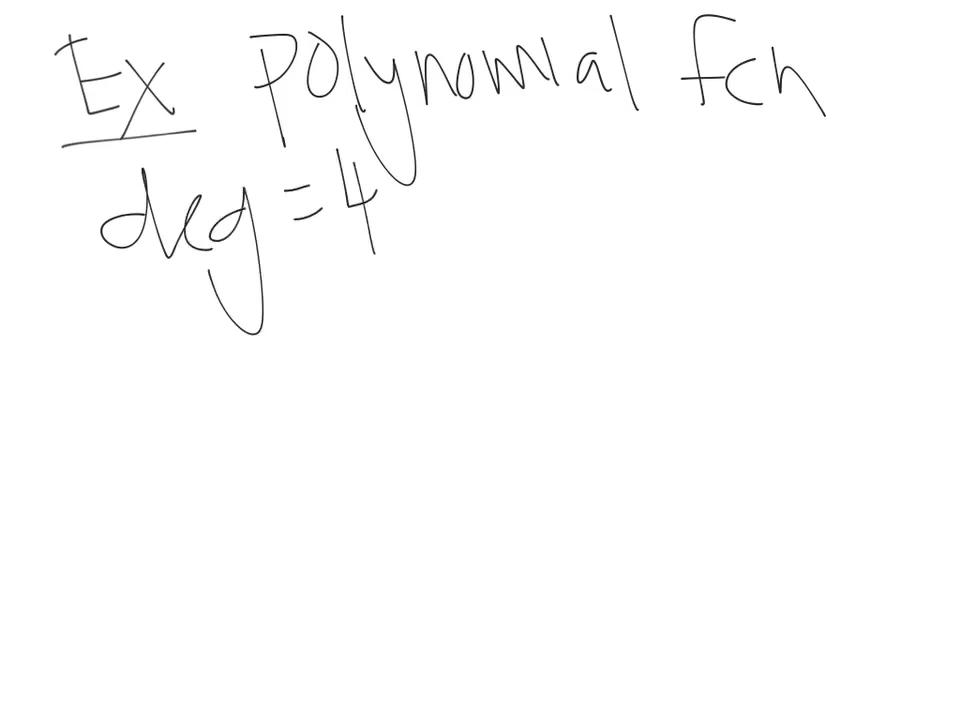 Ex polynomial fcn
deg = 4